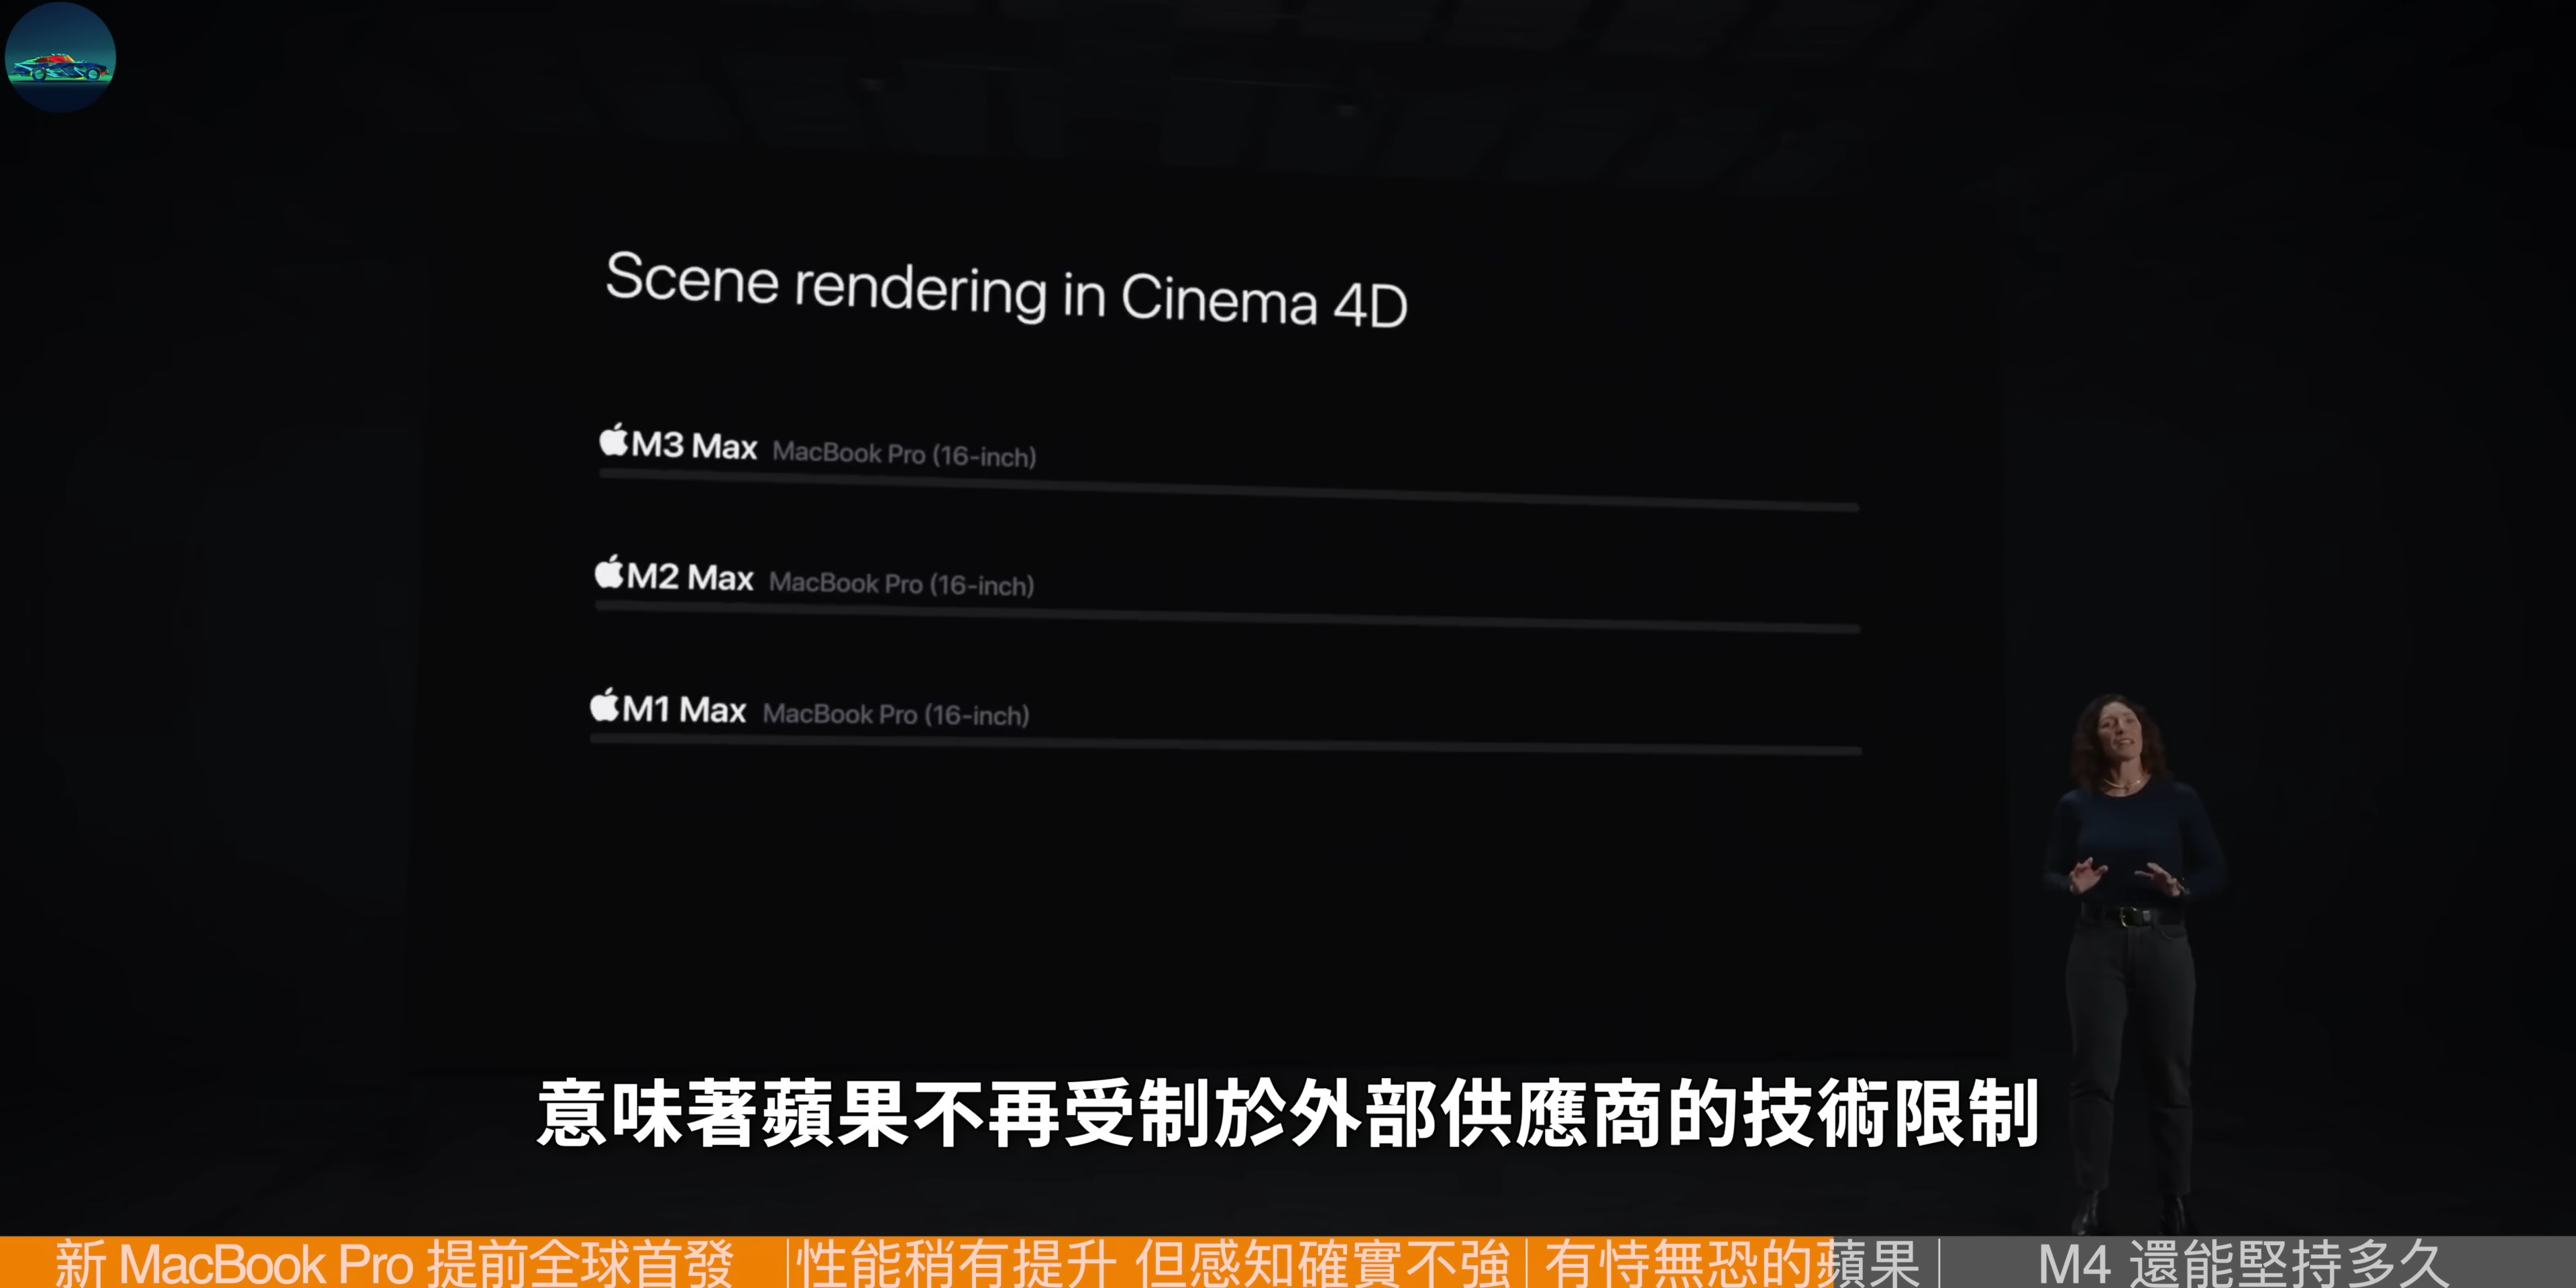 Scene rendering in Cinema 4D
M3 Max MacBook Pro (16-inch)
M2 Max MacBook Pro (16-inch)
M1 Max MacBook Pro (16-inch)
意味著蘋果不再受制於外部供應商的技術限制
新 MacBook Pro 提前全球首發 性能稍有提升 但感知確實不強 有恃無恐的蘋果 M4 還能堅持多久